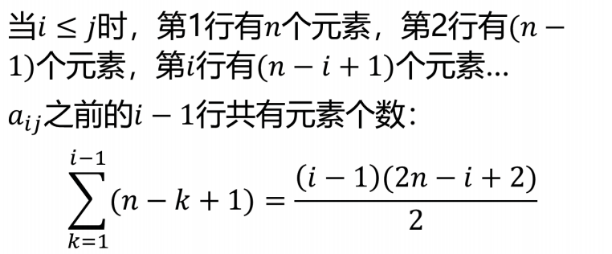 当i ≤ j时，第1行有n个元素，第2行有(n −
1)个元素，第i行有(n − i + 1)个元素...
a_{ij}之前的i − 1行共有元素个数：
\sum_{k=1}^{i−1}(n − k + 1) = \frac{(i − 1)(2n − i + 2)}{2}